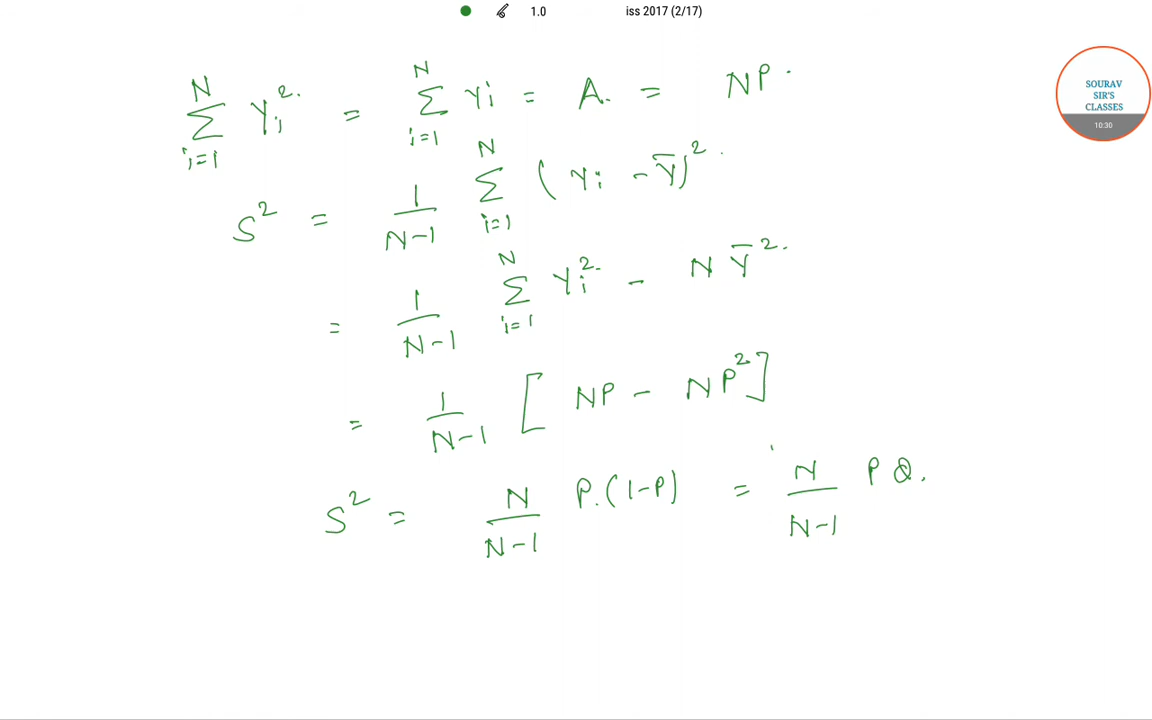 1.0 iss 2017 (2/17)
SOURAV
SIR'S
CLASSES
10:30
N∑i=1 Yi². = N∑i=1 Yi = A. = NP.
S² = 1/N-1 N∑i=1 (Yi - Ȳ)².
= 1/N-1 N∑i=1 Yi². - N Ȳ².
= 1/N-1 [ NP - NP² ]
S² = N/N-1 P.(1-P) = N/N-1 PQ.